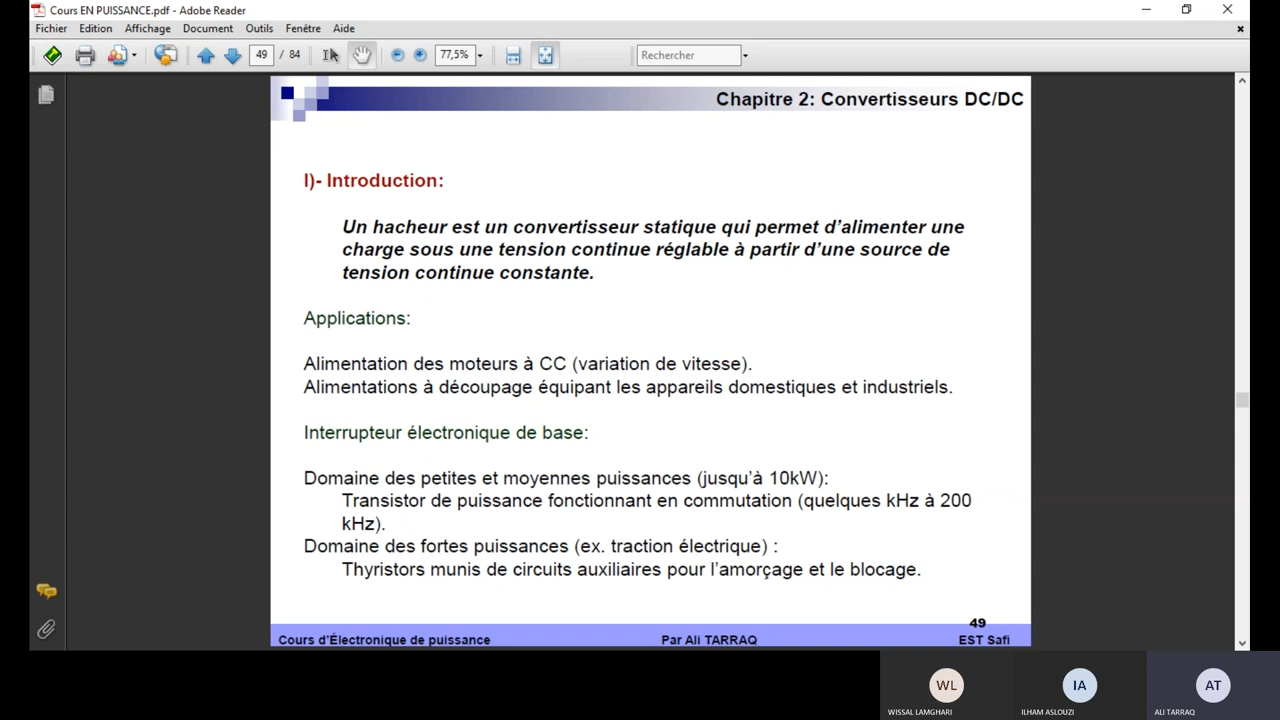 Cours EN PUISSANCE.pdf - Adobe Reader
Fichier Edition Affichage Document Outils Fenêtre Aide
49 / 84 77,5% Rechercher
Chapitre 2: Convertisseurs DC/DC
I)- Introduction:
Un hacheur est un convertisseur statique qui permet d’alimenter une
charge sous une tension continue réglable à partir d’une source de
tension continue constante.
Applications:
Alimentation des moteurs à CC (variation de vitesse).
Alimentations à découpage équipant les appareils domestiques et industriels.
Interrupteur électronique de base:
Domaine des petites et moyennes puissances (jusqu’à 10kW):
Transistor de puissance fonctionnant en commutation (quelques kHz à 200
kHz).
Domaine des fortes puissances (ex. traction électrique) :
Thyristors munis de circuits auxiliaires pour l’amorçage et le blocage.
49
Cours d’Électronique de puissance Par Ali TARRAQ EST Safi
WL IA AT
WISSAL LAMGHARI ILHAM ASLOUZI ALI TARRAQ